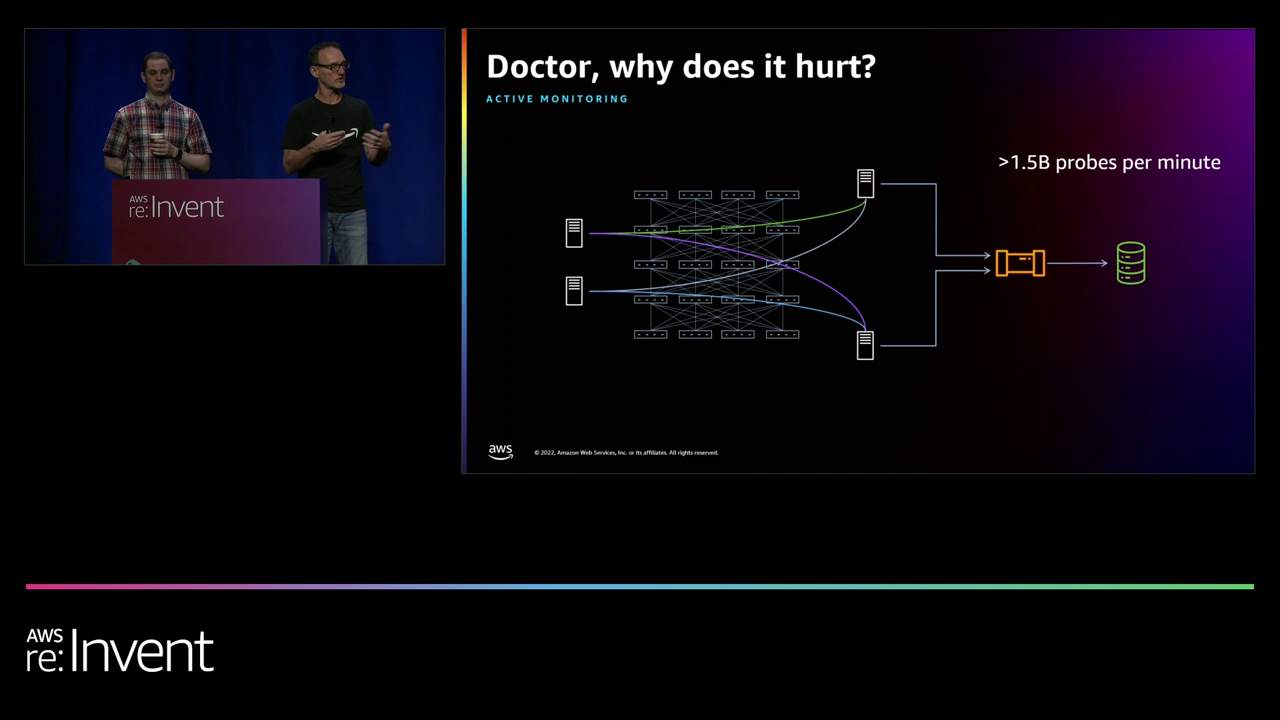 AWS
re:Invent
Doctor, why does it hurt?
ACTIVE MONITORING
>1.5B probes per minute
aws
© 2022, Amazon Web Services, Inc. or its affiliates. All rights reserved.
AWS
re:Invent